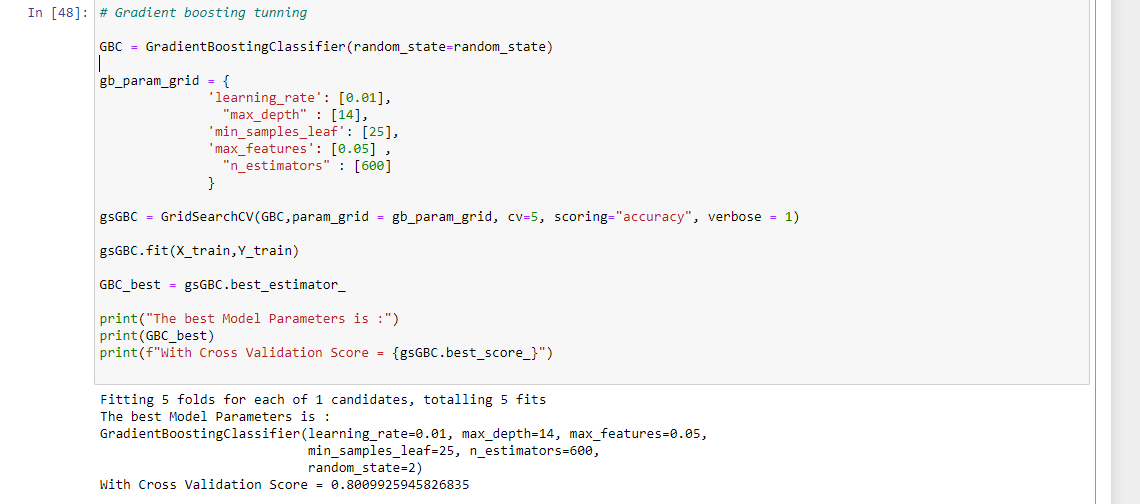 In [48]: # Gradient boosting tunning
GBC = GradientBoostingClassifier(random_state=random_state)
gb_param_grid = {
'learning_rate': [0.01],
"max_depth" : [14],
'min_samples_leaf': [25],
'max_features': [0.05] ,
"n_estimators" : [600]
}
gsGBC = GridSearchCV(GBC,param_grid = gb_param_grid, cv=5, scoring="accuracy", verbose = 1)
gsGBC.fit(X_train,Y_train)
GBC_best = gsGBC.best_estimator_
print("The best Model Parameters is :")
print(GBC_best)
print(f"With Cross Validation Score = {gsGBC.best_score_}")
Fitting 5 folds for each of 1 candidates, totalling 5 fits
The best Model Parameters is :
GradientBoostingClassifier(learning_rate=0.01, max_depth=14, max_features=0.05,
min_samples_leaf=25, n_estimators=600,
random_state=2)
With Cross Validation Score = 0.8009925945826835